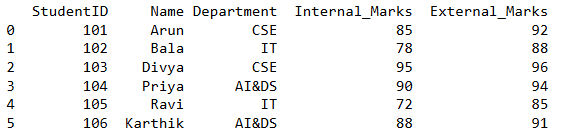 StudentID Name Department Internal_Marks External_Marks
0 101 Arun CSE 85 92
1 102 Bala IT 78 88
2 103 Divya CSE 95 96
3 104 Priya AI&DS 90 94
4 105 Ravi IT 72 85
5 106 Karthik AI&DS 88 91